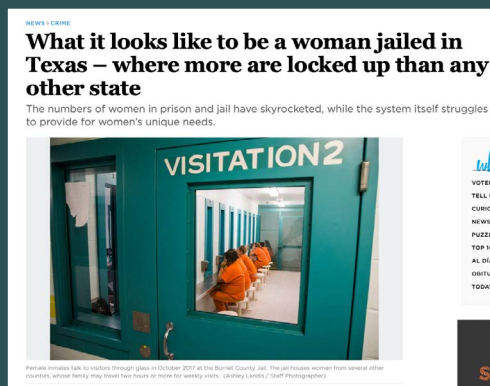 NEWS > CRIME
What it looks like to be a woman jailed in
Texas – where more are locked up than any
other state
The numbers of women in prison and jail have skyrocketed, while the system itself struggles
to provide for women's unique needs.
VISITATION 2
Female inmates talk to visitors through glass in October 2017 at the Burnet County Jail. The jail houses women from several other
counties, whose family may travel two hours or more for weekly visits. (Ashley Landis / Staff Photographer)
VOTE
TELL
CURIO
NEWS
PUZZ
TOP 1
AL DÍA
OBITU
TODA